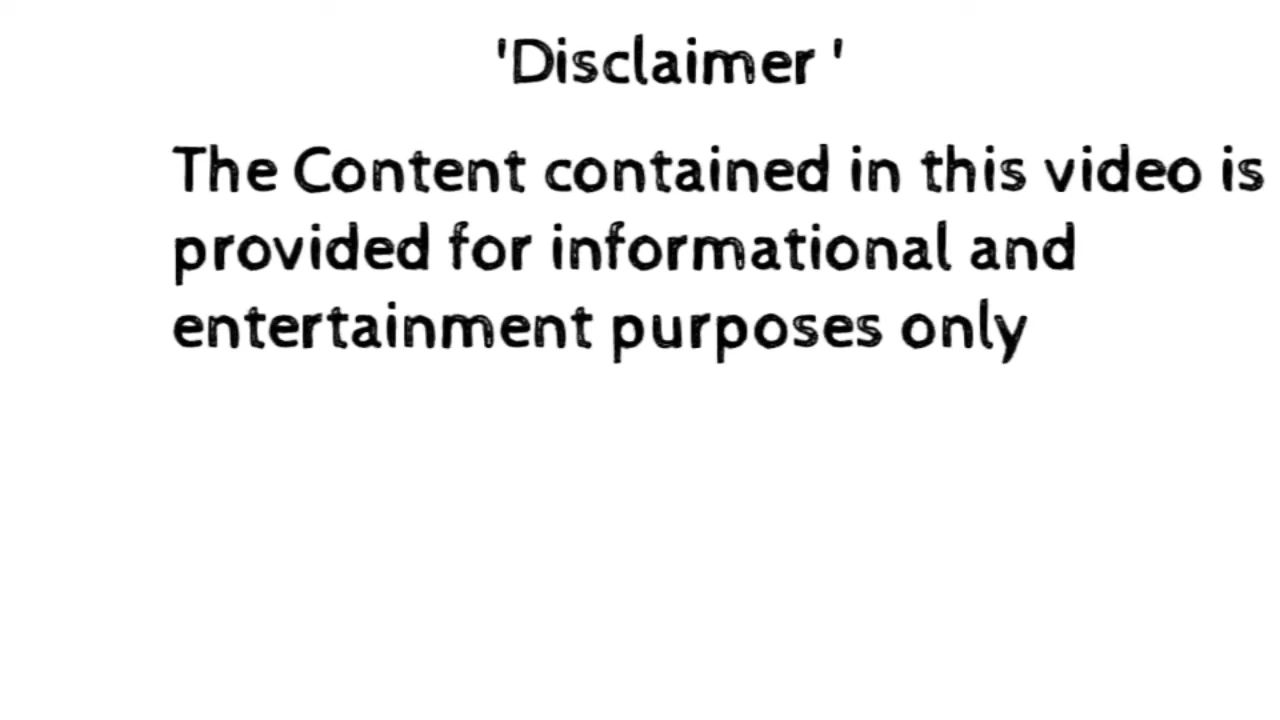 'Disclaimer '
The Content contained in this video is
provided for informational and
entertainment purposes only